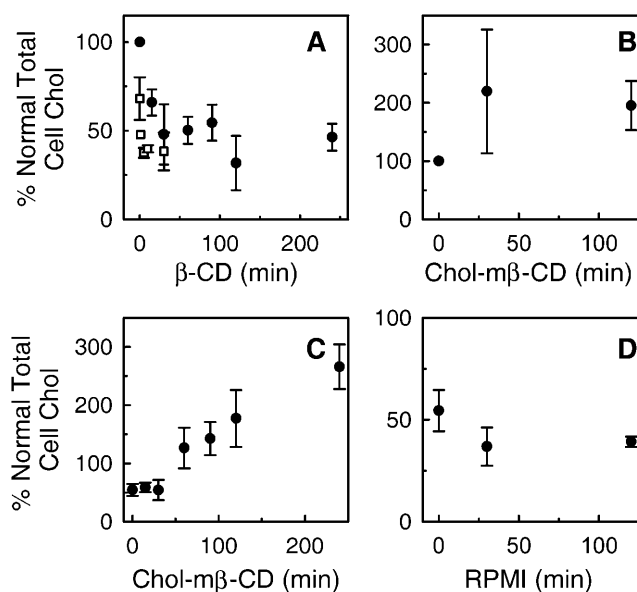 A
100
50
0
% Normal Total
Cell Chol
0 100 200
β-CD (min)
B
300
200
100
0
0 50 100
Chol-mβ-CD (min)
C
300
200
100
0
% Normal Total
Cell Chol
0 100 200
Chol-mβ-CD (min)
D
100
50
0
0 50 100
RPMI (min)